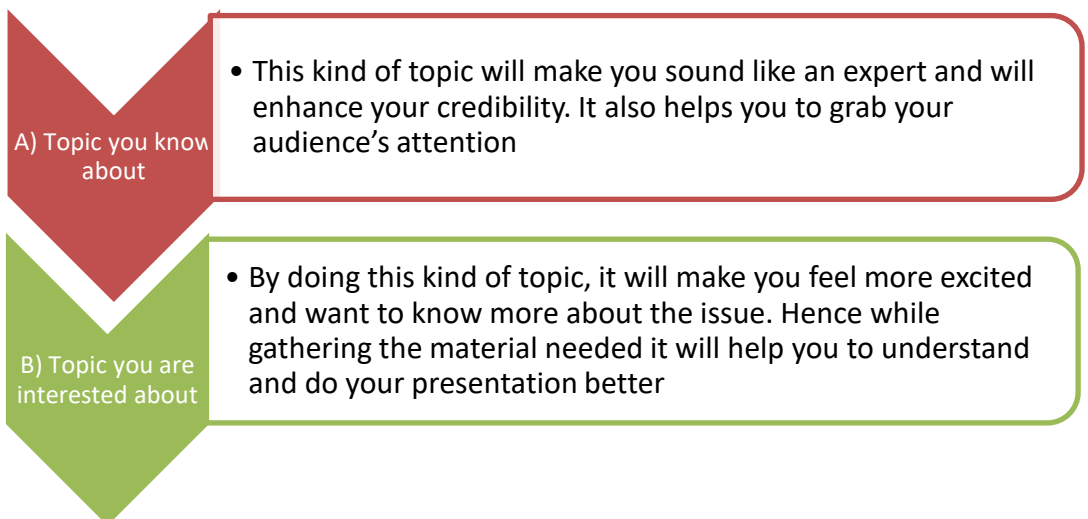 A) Topic you know
about
• This kind of topic will make you sound like an expert and will
enhance your credibility. It also helps you to grab your
audience’s attention
B) Topic you are
interested about
• By doing this kind of topic, it will make you feel more excited
and want to know more about the issue. Hence while
gathering the material needed it will help you to understand
and do your presentation better